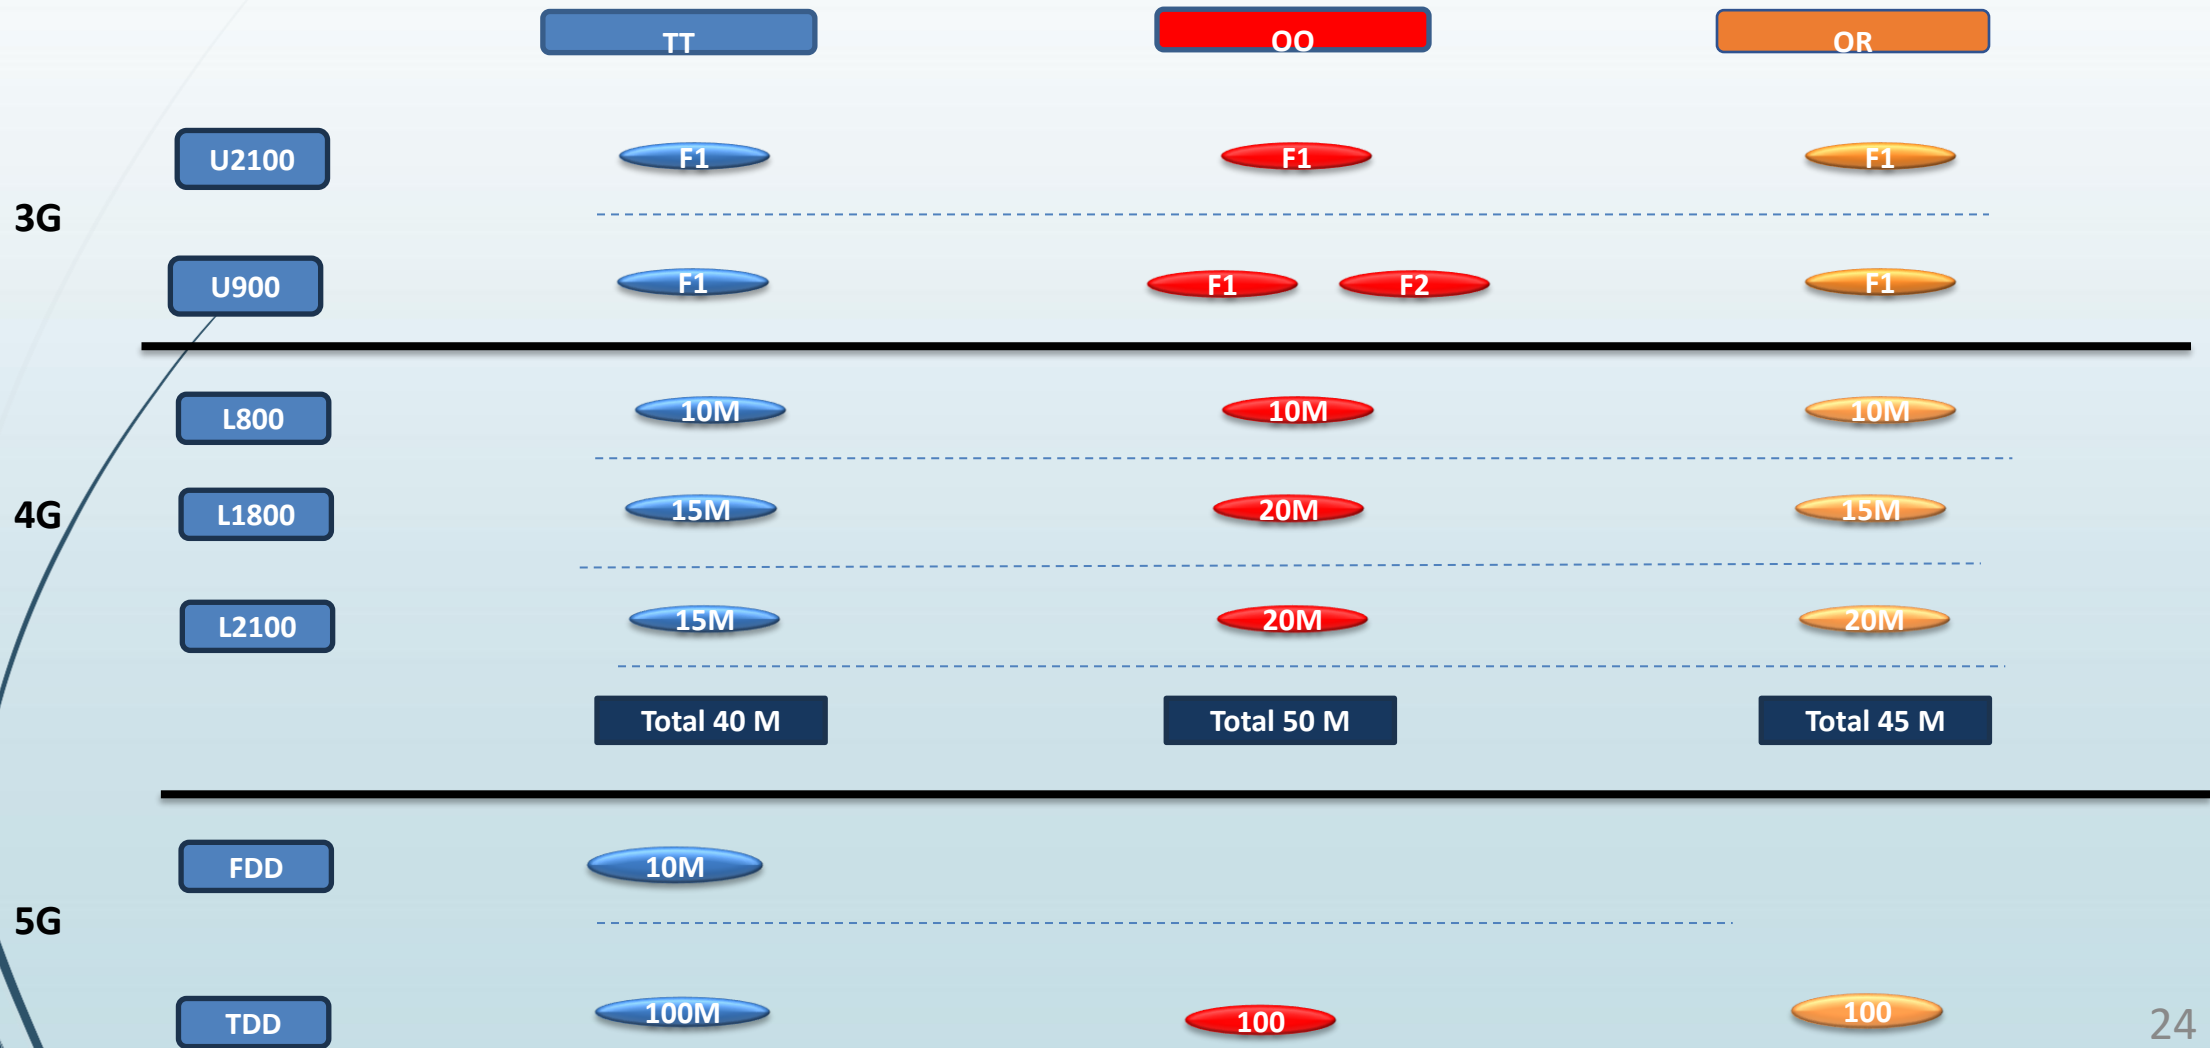 TT OO OR
U2100 F1 F1 F1
3G
U900 F1 F1 F2 F1
L800 10M 10M 10M
4G L1800 15M 20M 15M
L2100 15M 20M 20M
Total 40 M Total 50 M Total 45 M
FDD 10M
5G
TDD 100M 100 100
24